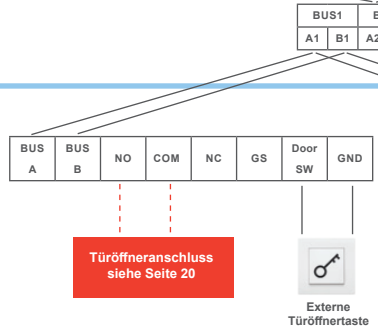 BUS1
A1 B1 A2
BUS A
BUS B
NO
COM
NC
GS
Door SW
GND
Türöffneranschluss
siehe Seite 20
Externe
Türöffnertaste